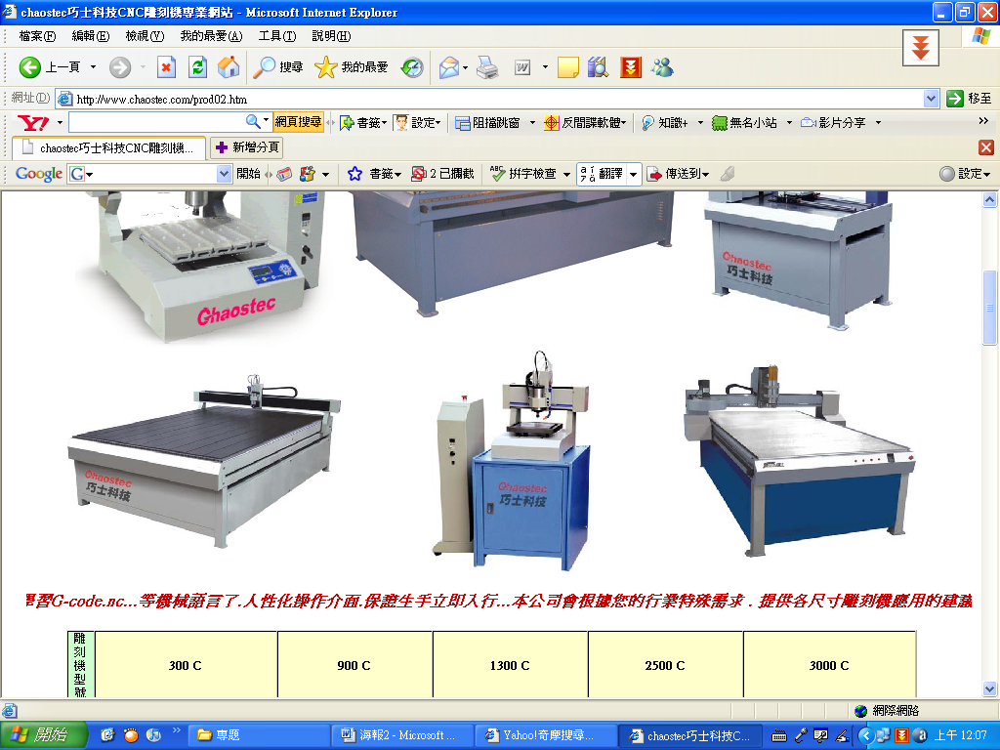 chaostec巧士科技CNC雕刻機專業網站 - Microsoft Internet Explorer
檔案(F) 編輯(E) 檢視(V) 我的最愛(A) 工具(T) 說明(H)
上一頁 搜尋 我的最愛
網址(D) http://www.chaostec.com/prod02.htm 移至
Y! 網頁搜尋 書籤 設定 阻擋跳窗 反間諜軟體 知識+ 無名小站 影片分享 »
chaostec巧士科技CNC雕刻機... 新增分頁
Google G 開始 書籤 2 已攔截 拼字檢查 翻譯 傳送到 設定
Chaostec
Chaostec
巧士科技
Chaostec
巧士科技
Chaostec
巧士科技
學習G-code.nc...等機械語言了.人性化操作介面.保證生手立即入行...本公司會根據您的行業特殊需求．提供各尺寸雕刻機應用的建議
雕刻機型號 300 C 900 C 1300 C 2500 C 3000 C
網際網路
開始 » 專題 海報2 - Microsoft ... Yahoo!奇摩搜尋... chaostec巧士科技C... 上午 12:07